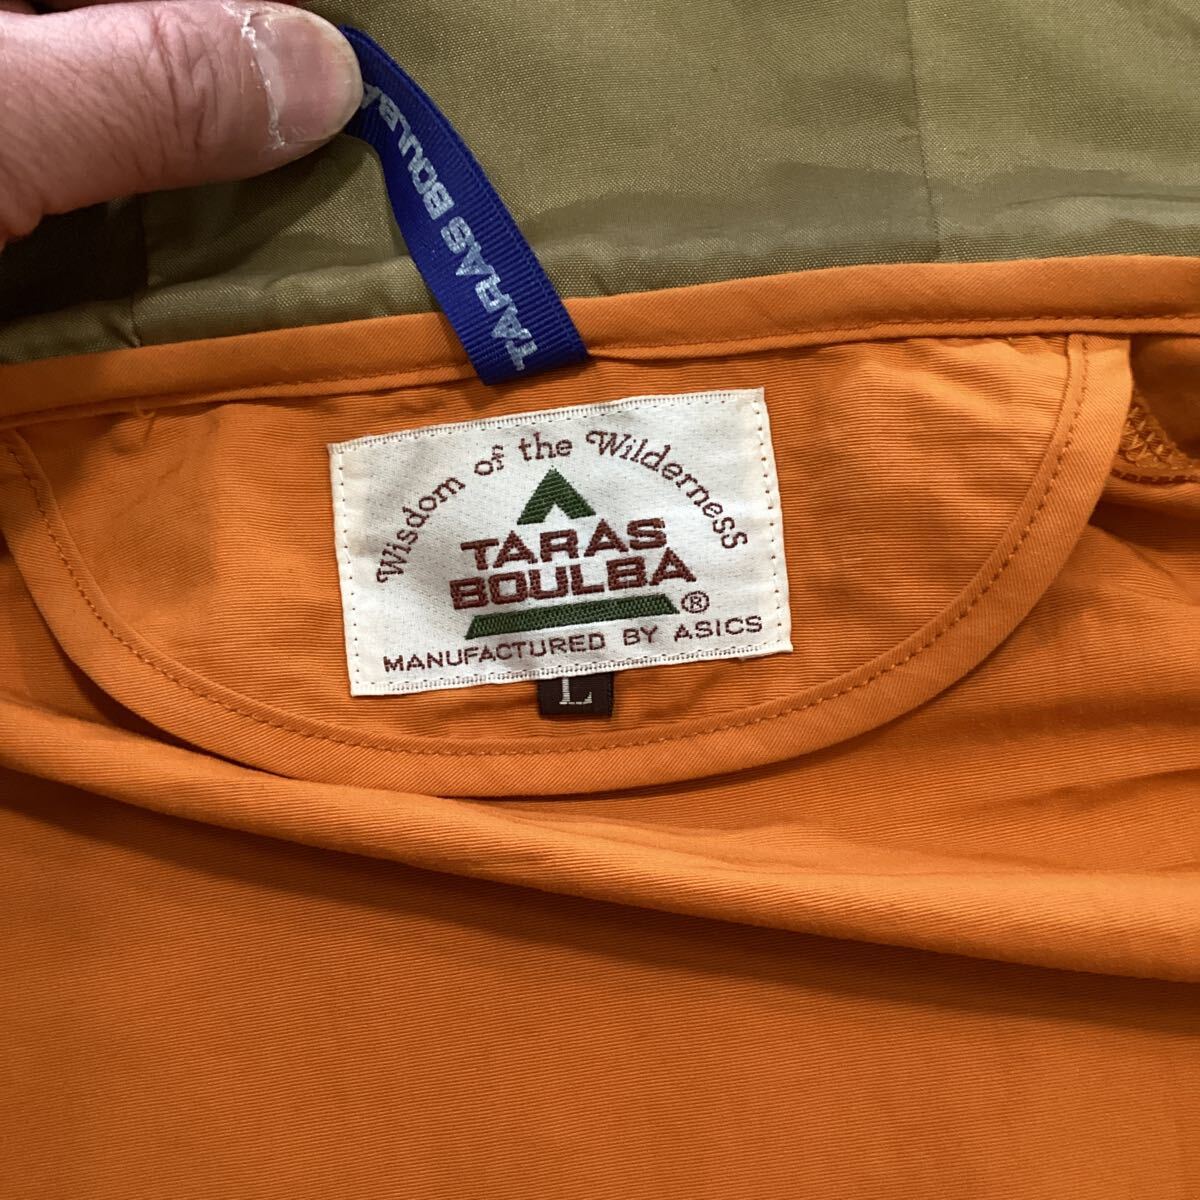 TARAS BOULBA
Wisdom of the Wilderness
TARAS
BOULBA
®
MANUFACTURED BY ASICS
L